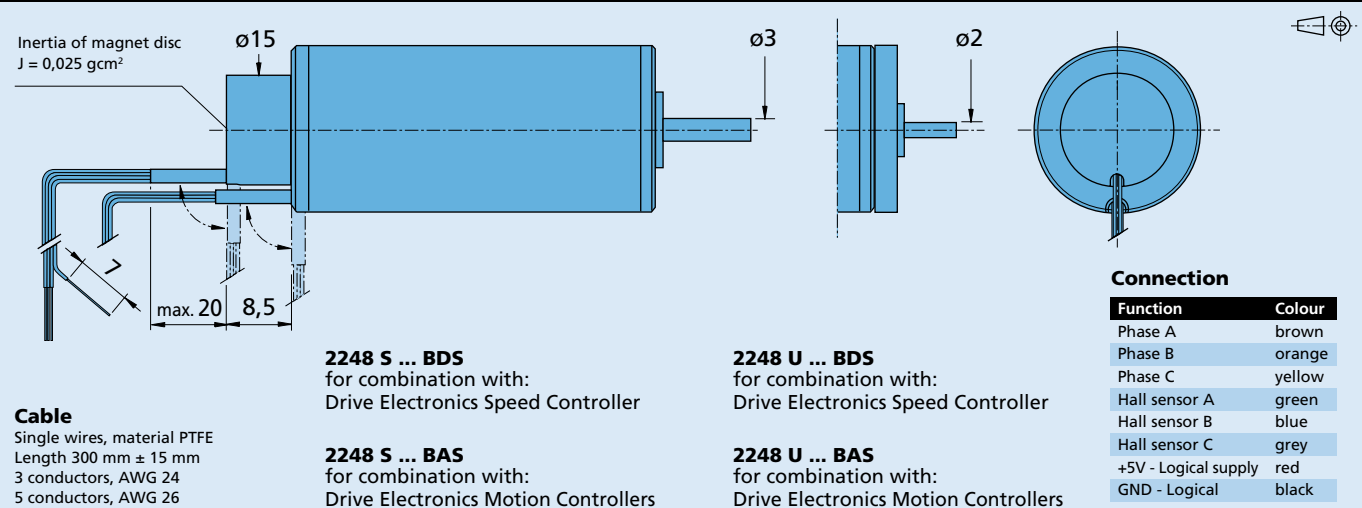 Inertia of magnet disc
J = 0,025 gcm²
ø15
ø3
ø2
7
max. 20
8,5
Cable
Single wires, material PTFE
Length 300 mm ± 15 mm
3 conductors, AWG 24
5 conductors, AWG 26
2248 S ... BDS
for combination with:
Drive Electronics Speed Controller
2248 S ... BAS
for combination with:
Drive Electronics Motion Controllers
2248 U ... BDS
for combination with:
Drive Electronics Speed Controller
2248 U ... BAS
for combination with:
Drive Electronics Motion Controllers
Connection
Function Colour
Phase A brown
Phase B orange
Phase C yellow
Hall sensor A green
Hall sensor B blue
Hall sensor C grey
+5V - Logical supply red
GND - Logical black